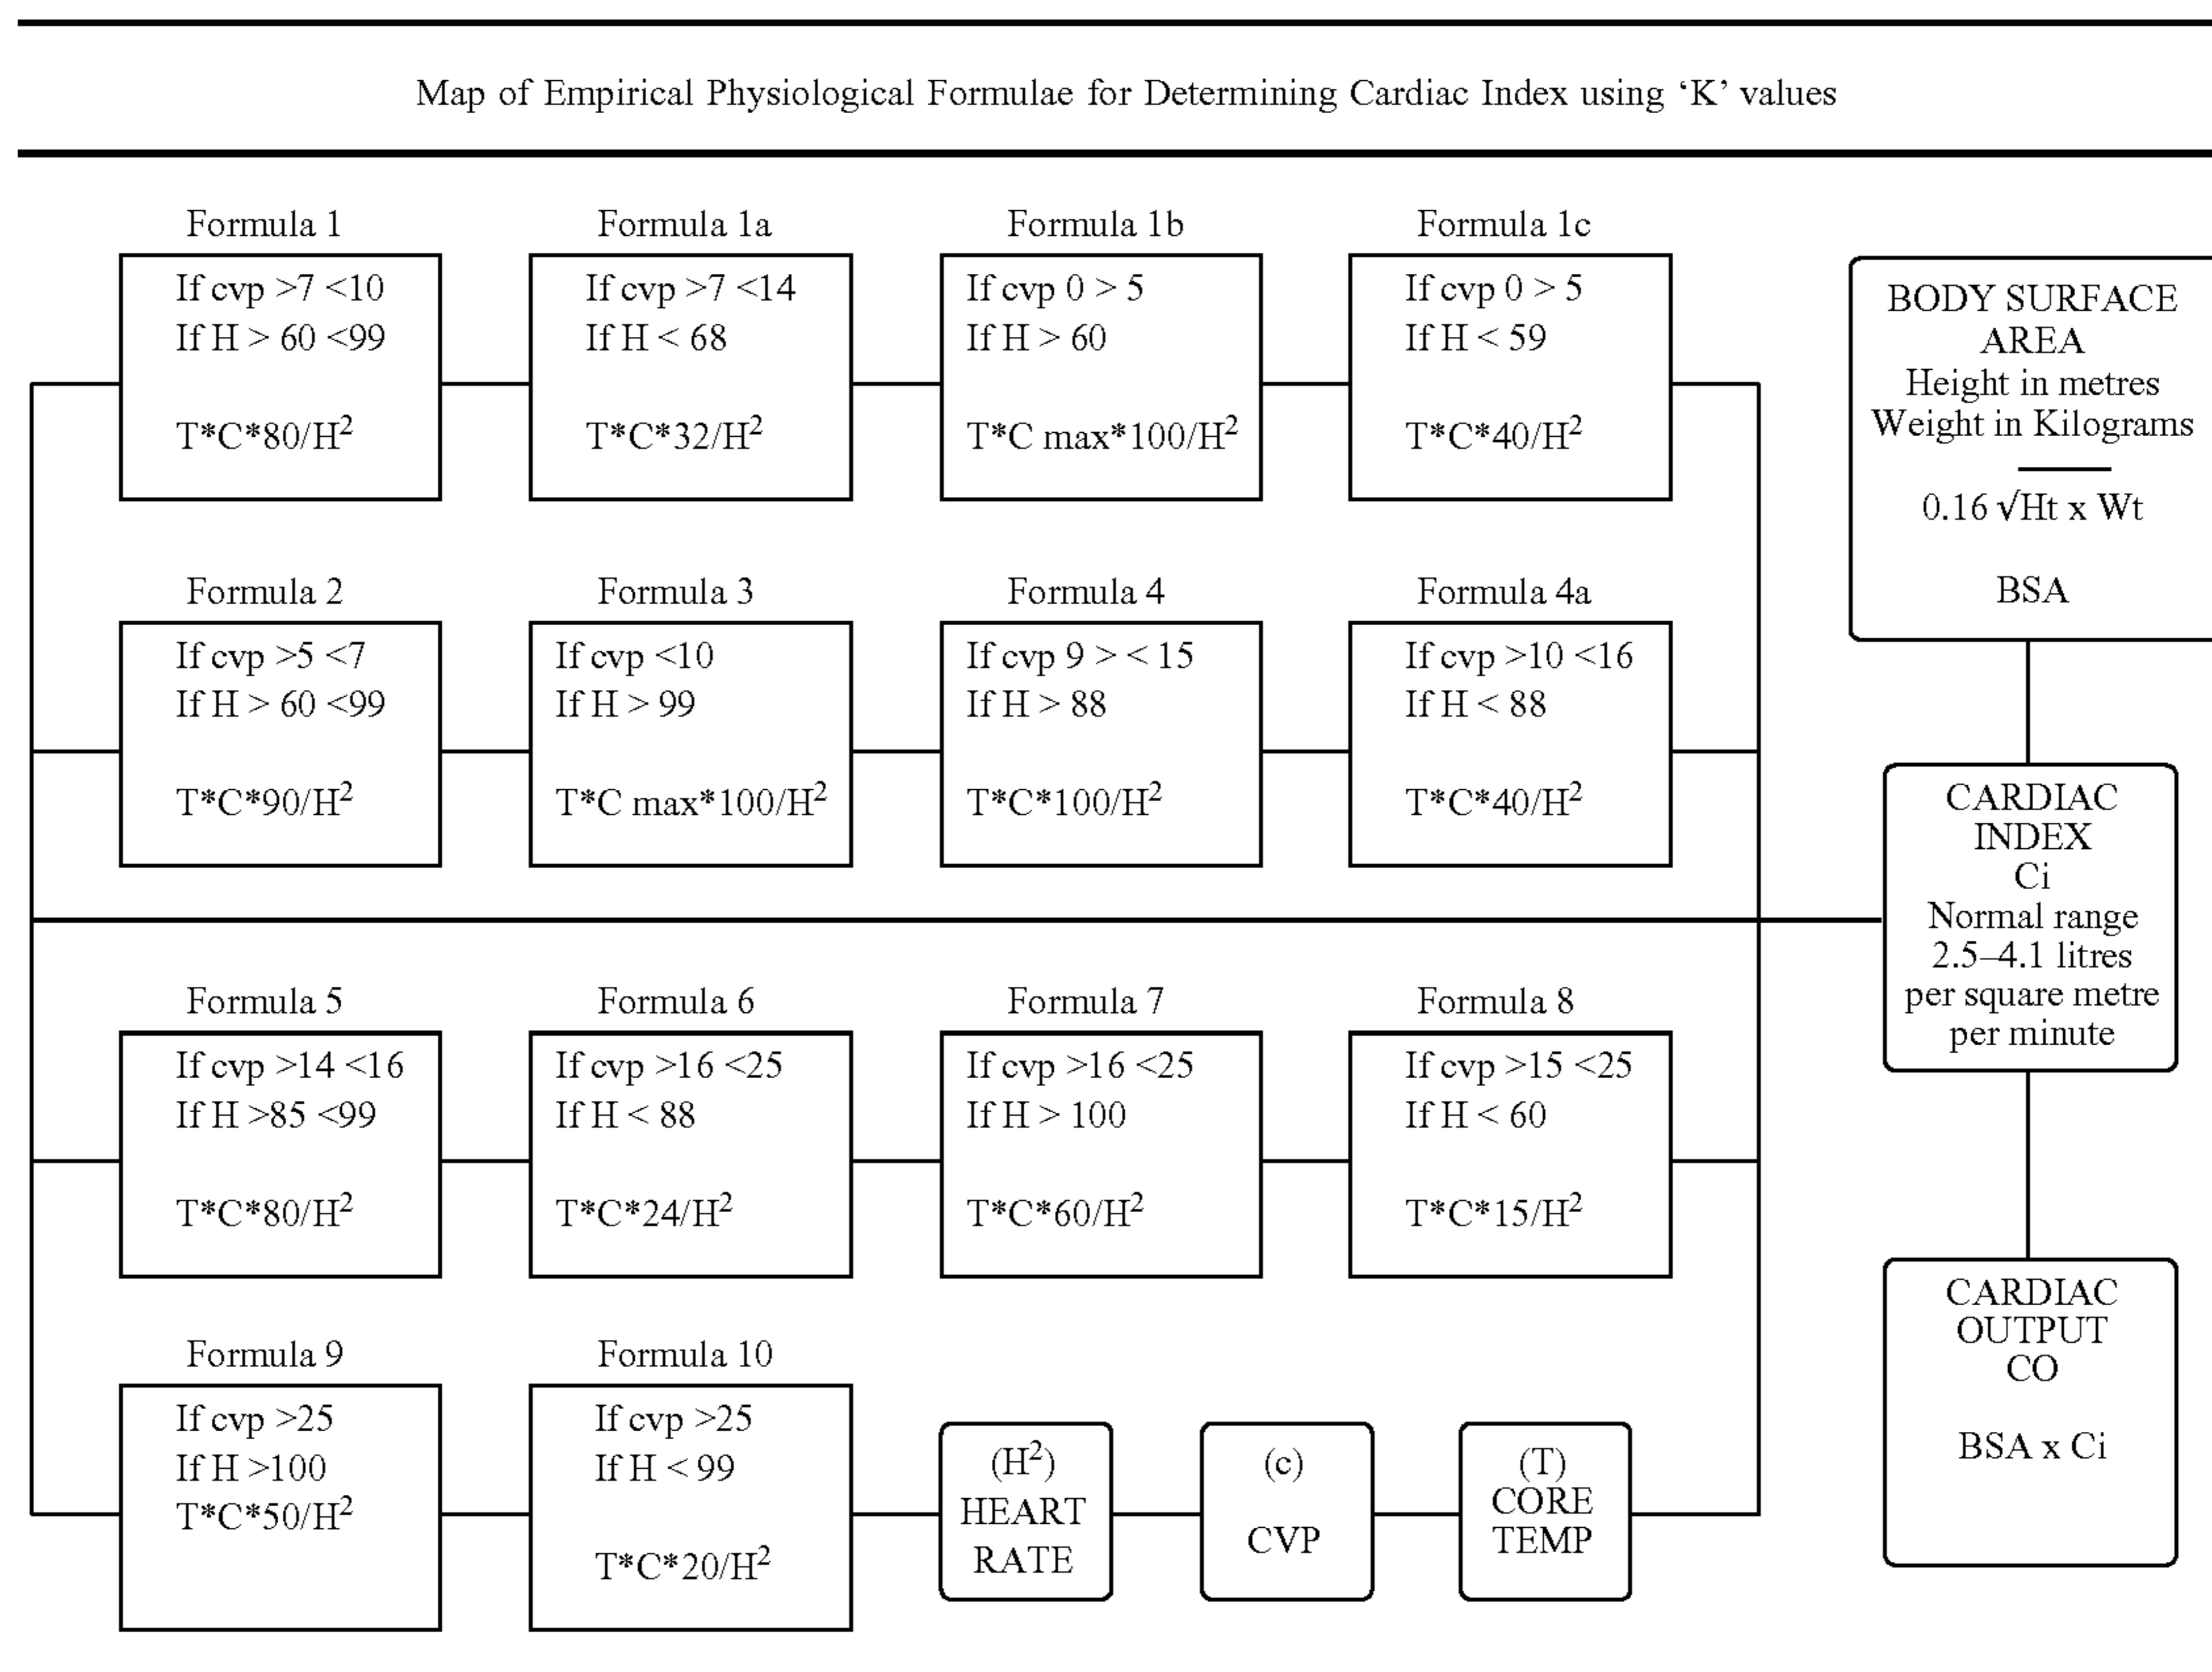 Map of Empirical Physiological Formulae for Determining Cardiac Index using ‘K’ values
Formula 1
If cvp >7 <10
If H > 60 <99
T*C*80/H²
Formula 1a
If cvp >7 <14
If H < 68
T*C*32/H²
Formula 1b
If cvp 0 > 5
If H > 60
T*C max*100/H²
Formula 1c
If cvp 0 > 5
If H < 59
T*C*40/H²
BODY SURFACE
AREA
Height in metres
Weight in Kilograms
0.16 √Ht x Wt
BSA
Formula 2
If cvp >5 <7
If H > 60 <99
T*C*90/H²
Formula 3
If cvp <10
If H > 99
T*C max*100/H²
Formula 4
If cvp 9 > < 15
If H > 88
T*C*100/H²
Formula 4a
If cvp >10 <16
If H < 88
T*C*40/H²
CARDIAC
INDEX
Ci
Normal range
2.5–4.1 litres
per square metre
per minute
Formula 5
If cvp >14 <16
If H >85 <99
T*C*80/H²
Formula 6
If cvp >16 <25
If H < 88
T*C*24/H²
Formula 7
If cvp >16 <25
If H > 100
T*C*60/H²
Formula 8
If cvp >15 <25
If H < 60
T*C*15/H²
Formula 9
If cvp >25
If H >100
T*C*50/H²
Formula 10
If cvp >25
If H < 99
T*C*20/H²
(H²)
HEART
RATE
(c)
CVP
(T)
CORE
TEMP
CARDIAC
OUTPUT
CO
BSA x Ci